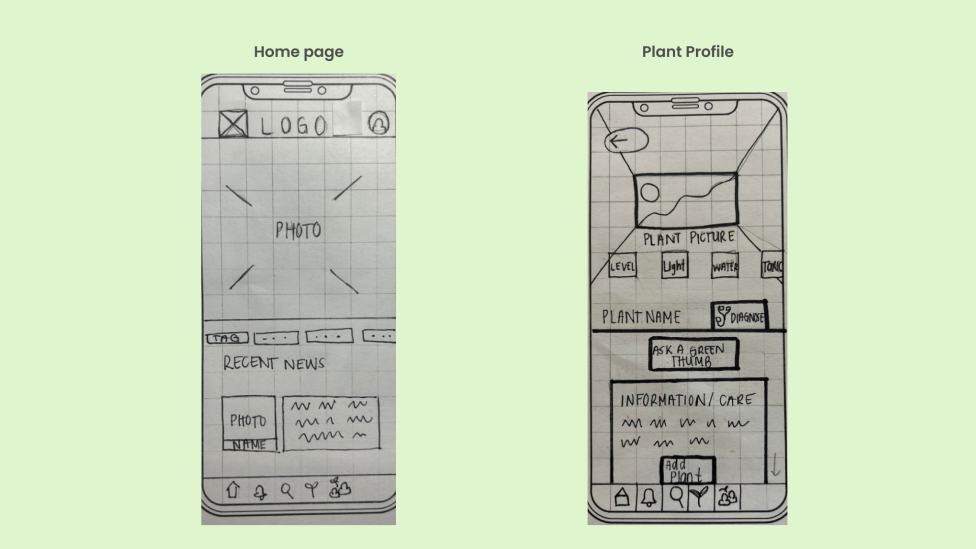 Home page
LOGO
PHOTO
TAG
RECENT NEWS
PHOTO
NAME
Plant Profile
PLANT PICTURE
LEVEL Light WATER TOXIC
PLANT NAME DIAGNOSE
ASK A GREEN
THUMB
INFORMATION/CARE
Add
Plant